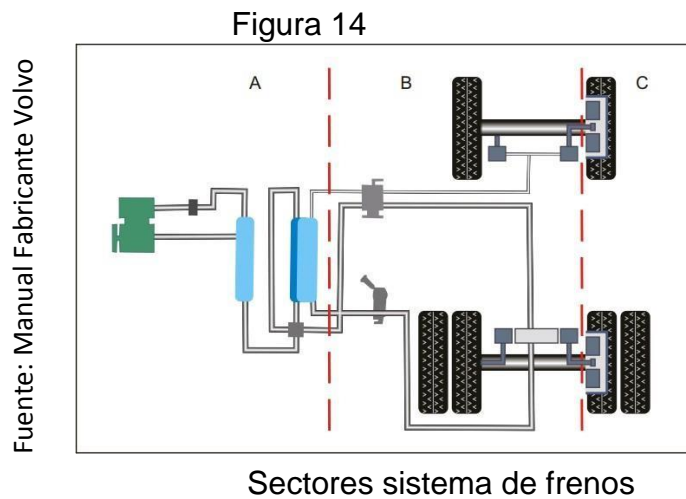 Figura 14
Fuente: Manual Fabricante Volvo
A
B
C
Sectores sistema de frenos